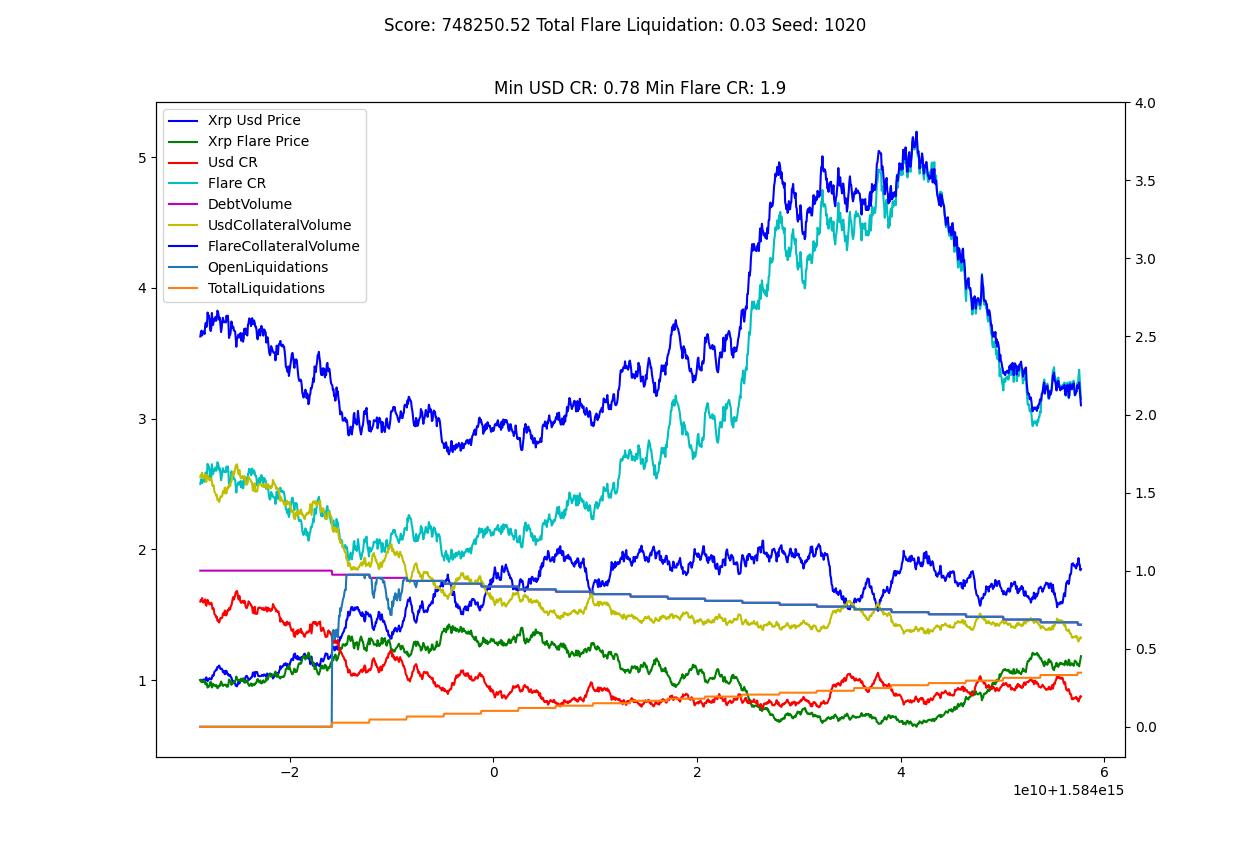 Score: 748250.52 Total Flare Liquidation: 0.03 Seed: 1020
Min USD CR: 0.78 Min Flare CR: 1.9
Xrp Usd Price
Xrp Flare Price
Usd CR
Flare CR
DebtVolume
UsdCollateralVolume
FlareCollateralVolume
OpenLiquidations
TotalLiquidations
5
4
3
2
1
4.0
3.5
3.0
2.5
2.0
1.5
1.0
0.5
0.0
−2 0 2 4 6
1e10+1.584e15